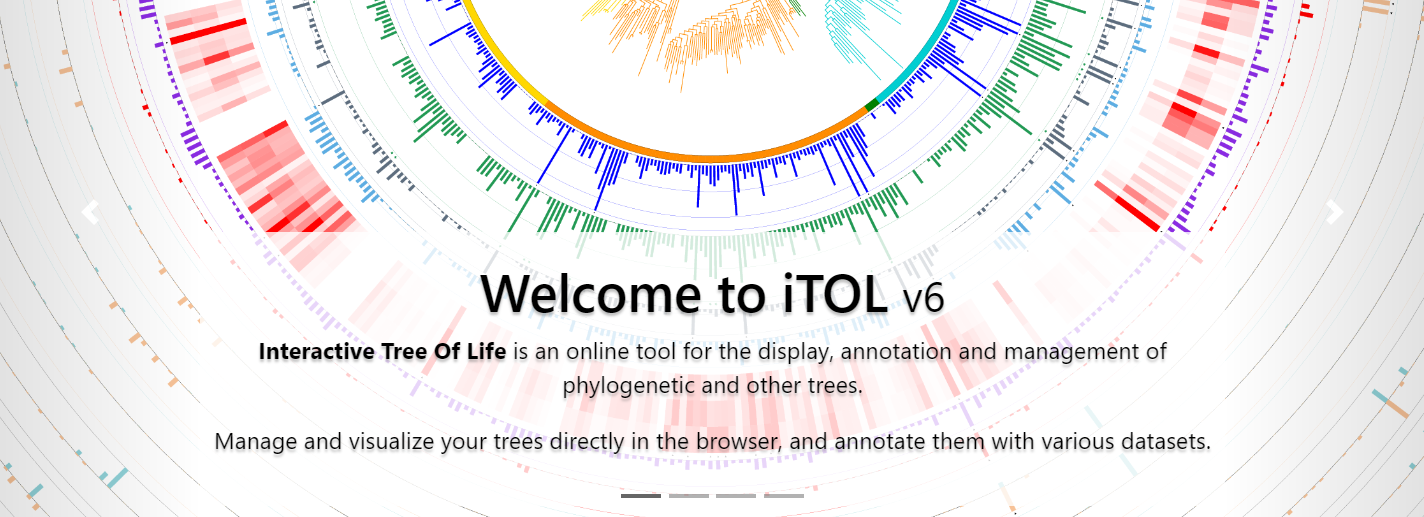 Welcome to iTOL v6
Interactive Tree Of Life is an online tool for the display, annotation and management of
phylogenetic and other trees.
Manage and visualize your trees directly in the browser, and annotate them with various datasets.